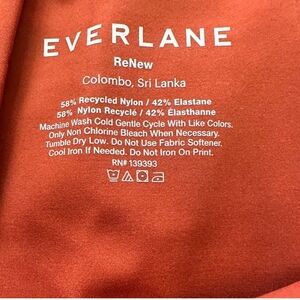 EVERLANE
ReNew
Colombo, Sri Lanka
58% Recycled Nylon / 42% Elastane
58% Nylon Recyclé / 42% Élasthanne
Machine Wash Cold Gentle Cycle With Like Colors.
Only Non Chlorine Bleach When Necessary.
Tumble Dry Low. Do Not Use Fabric Softener.
Cool Iron If Needed. Do Not Iron On Print.
RN# 139393